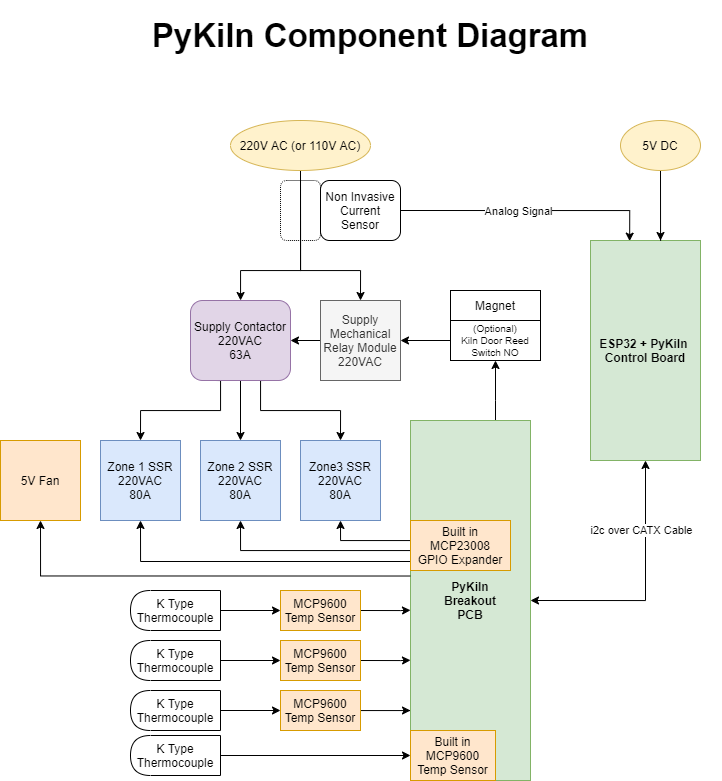 PyKiln Component Diagram
220V AC (or 110V AC)
5V DC
Non Invasive
Current
Sensor
Analog Signal
Supply Contactor
220VAC
63A
Supply
Mechanical
Relay Module
220VAC
Magnet
(Optional)
Kiln Door Reed
Switch NO
ESP32 + PyKiln
Control Board
5V Fan
Zone 1 SSR
220VAC
80A
Zone 2 SSR
220VAC
80A
Zone3 SSR
220VAC
80A
Built in
MCP23008
GPIO Expander
i2c over CATX Cable
PyKiln
Breakout
PCB
K Type
Thermocouple
MCP9600
Temp Sensor
K Type
Thermocouple
MCP9600
Temp Sensor
K Type
Thermocouple
MCP9600
Temp Sensor
K Type
Thermocouple
Built in
MCP9600
Temp Sensor